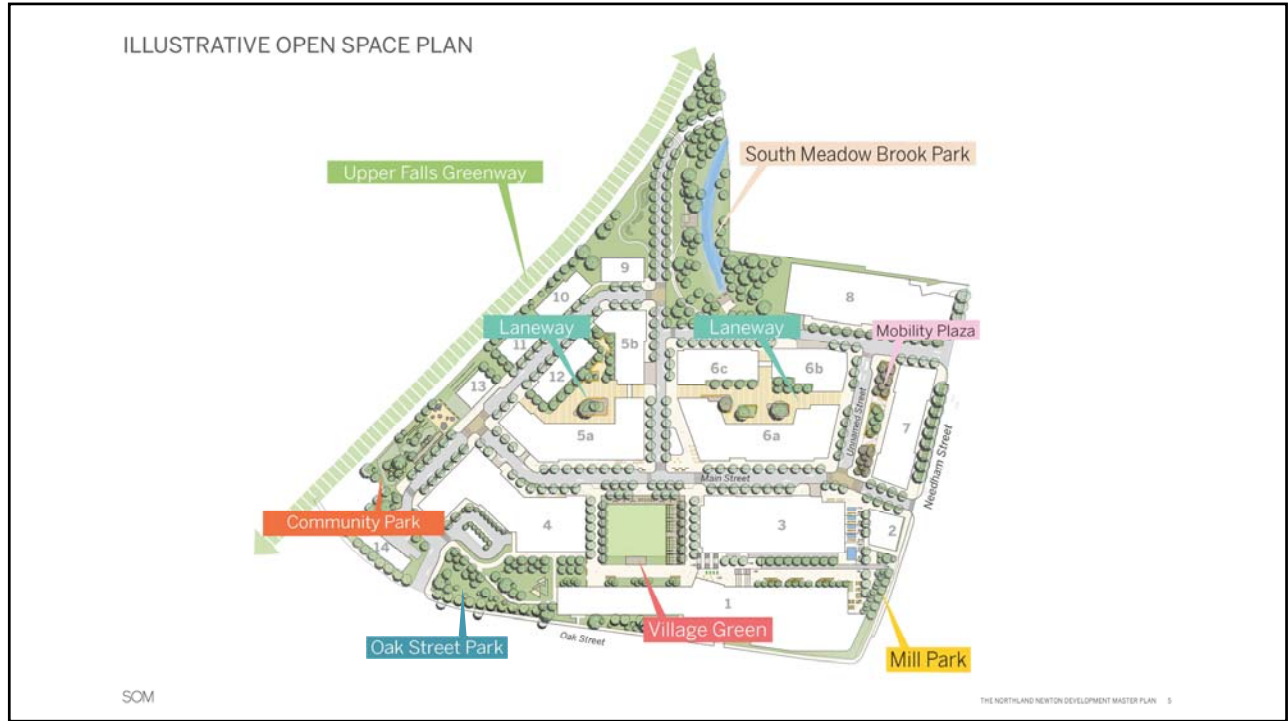 ILLUSTRATIVE OPEN SPACE PLAN
South Meadow Brook Park
Upper Falls Greenway
9
10
8
Laneway
Laneway
Mobility Plaza
11
5b
12
6c
6b
13
7
5a
6a
Unnamed Street
Needham Street
Main Street
Community Park
4
3
2
14
1
Village Green
Oak Street
Oak Street Park
Mill Park
SOM
THE NORTHLAND NEWTON DEVELOPMENT MASTER PLAN 5